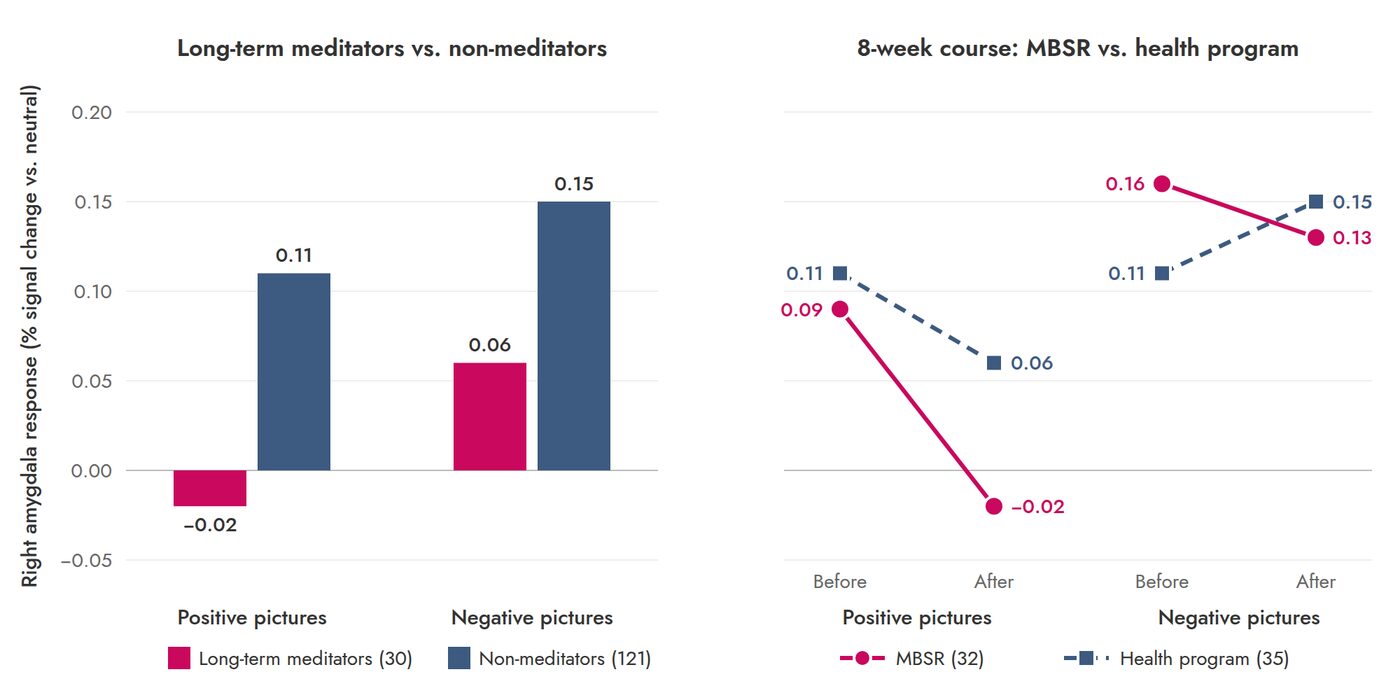 Long-term meditators vs. non-meditators
Right amygdala response (% signal change vs. neutral)
0.20
0.15
0.10
0.05
0.00
−0.05
−0.02
0.11
0.06
0.15
Positive pictures
Negative pictures
Long-term meditators (30)
Non-meditators (121)
8-week course: MBSR vs. health program
0.11
0.09
0.06
−0.02
0.16
0.11
0.15
0.13
Before
After
Before
After
Positive pictures
Negative pictures
MBSR (32)
Health program (35)